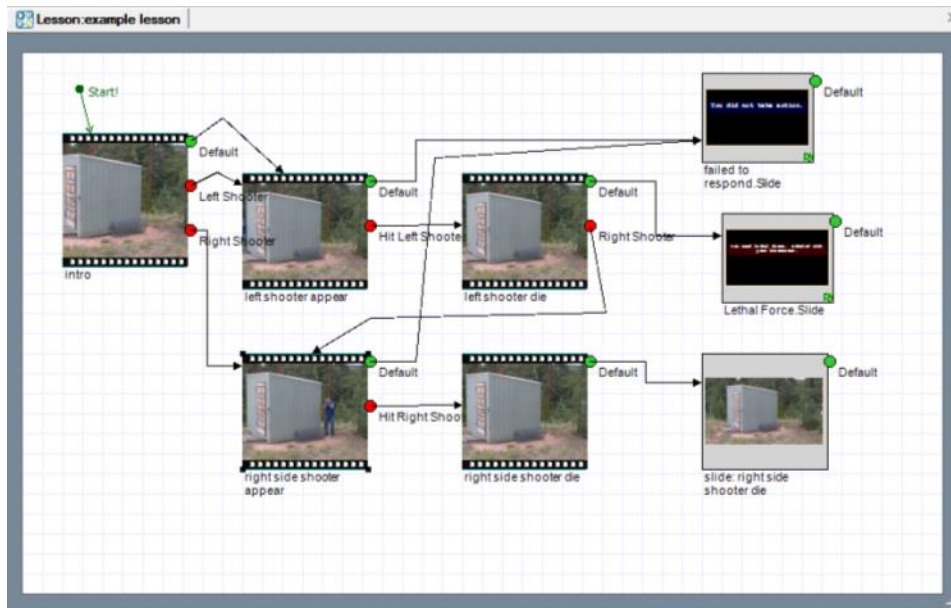 Lesson:example lesson
Start!
Default
Left Shooter
Right Shooter
intro
Default
Hit Left Shoote
left shooter appear
Default
Right Shooter
left shooter die
You did not take action.
Default
failed to
respond.Slide
Default
Lethal Force.Slide
Default
Hit Right Shoot
right side shooter
appear
Default
right side shooter die
Default
slide: right side
shooter die